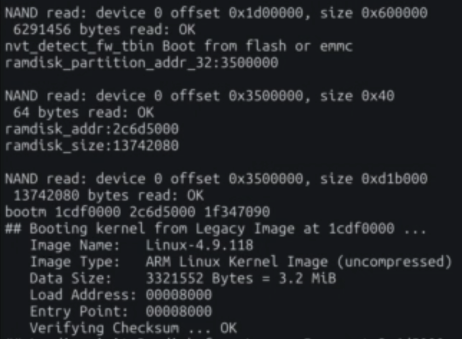 NAND read: device 0 offset 0x1d00000, size 0x600000
6291456 bytes read: OK
nvt_detect_fw_tbin Boot from flash or emmc
ramdisk_partition_addr_32:3500000
NAND read: device 0 offset 0x3500000, size 0x40
64 bytes read: OK
ramdisk_addr:2c6d5000
ramdisk_size:13742080
NAND read: device 0 offset 0x3500000, size 0xd1b000
13742080 bytes read: OK
bootm 1cdf0000 2c6d5000 1f347090
## Booting kernel from Legacy Image at 1cdf0000 ...
Image Name: Linux-4.9.118
Image Type: ARM Linux Kernel Image (uncompressed)
Data Size: 3321552 Bytes = 3.2 MiB
Load Address: 00008000
Entry Point: 00008000
Verifying Checksum ... OK